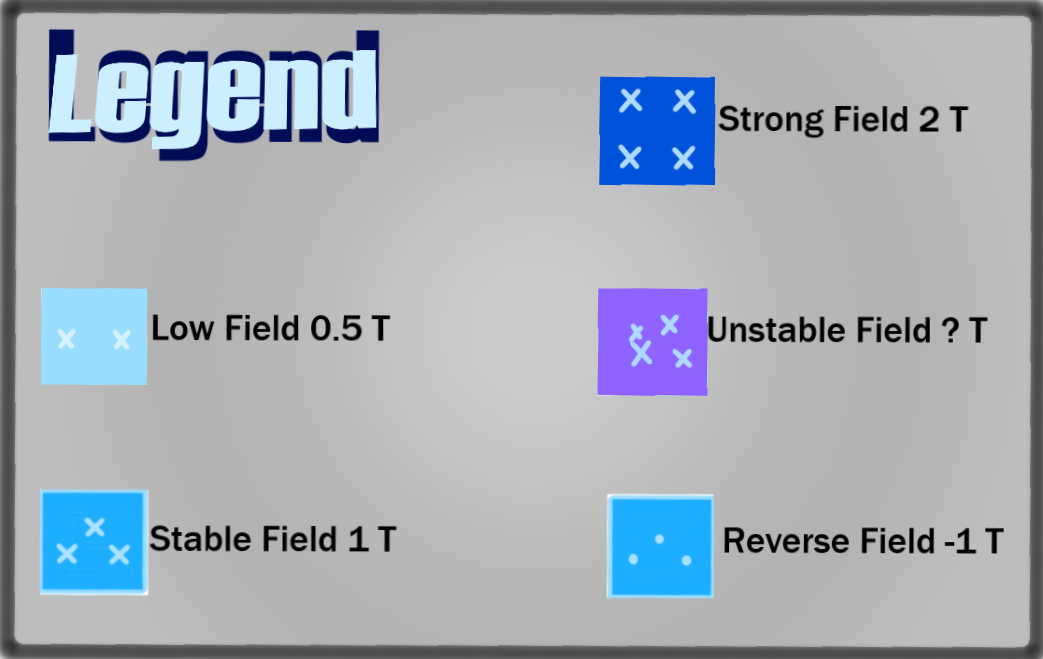 Legend
Strong Field 2 T
Low Field 0.5 T
Unstable Field ? T
Stable Field 1 T
Reverse Field -1 T